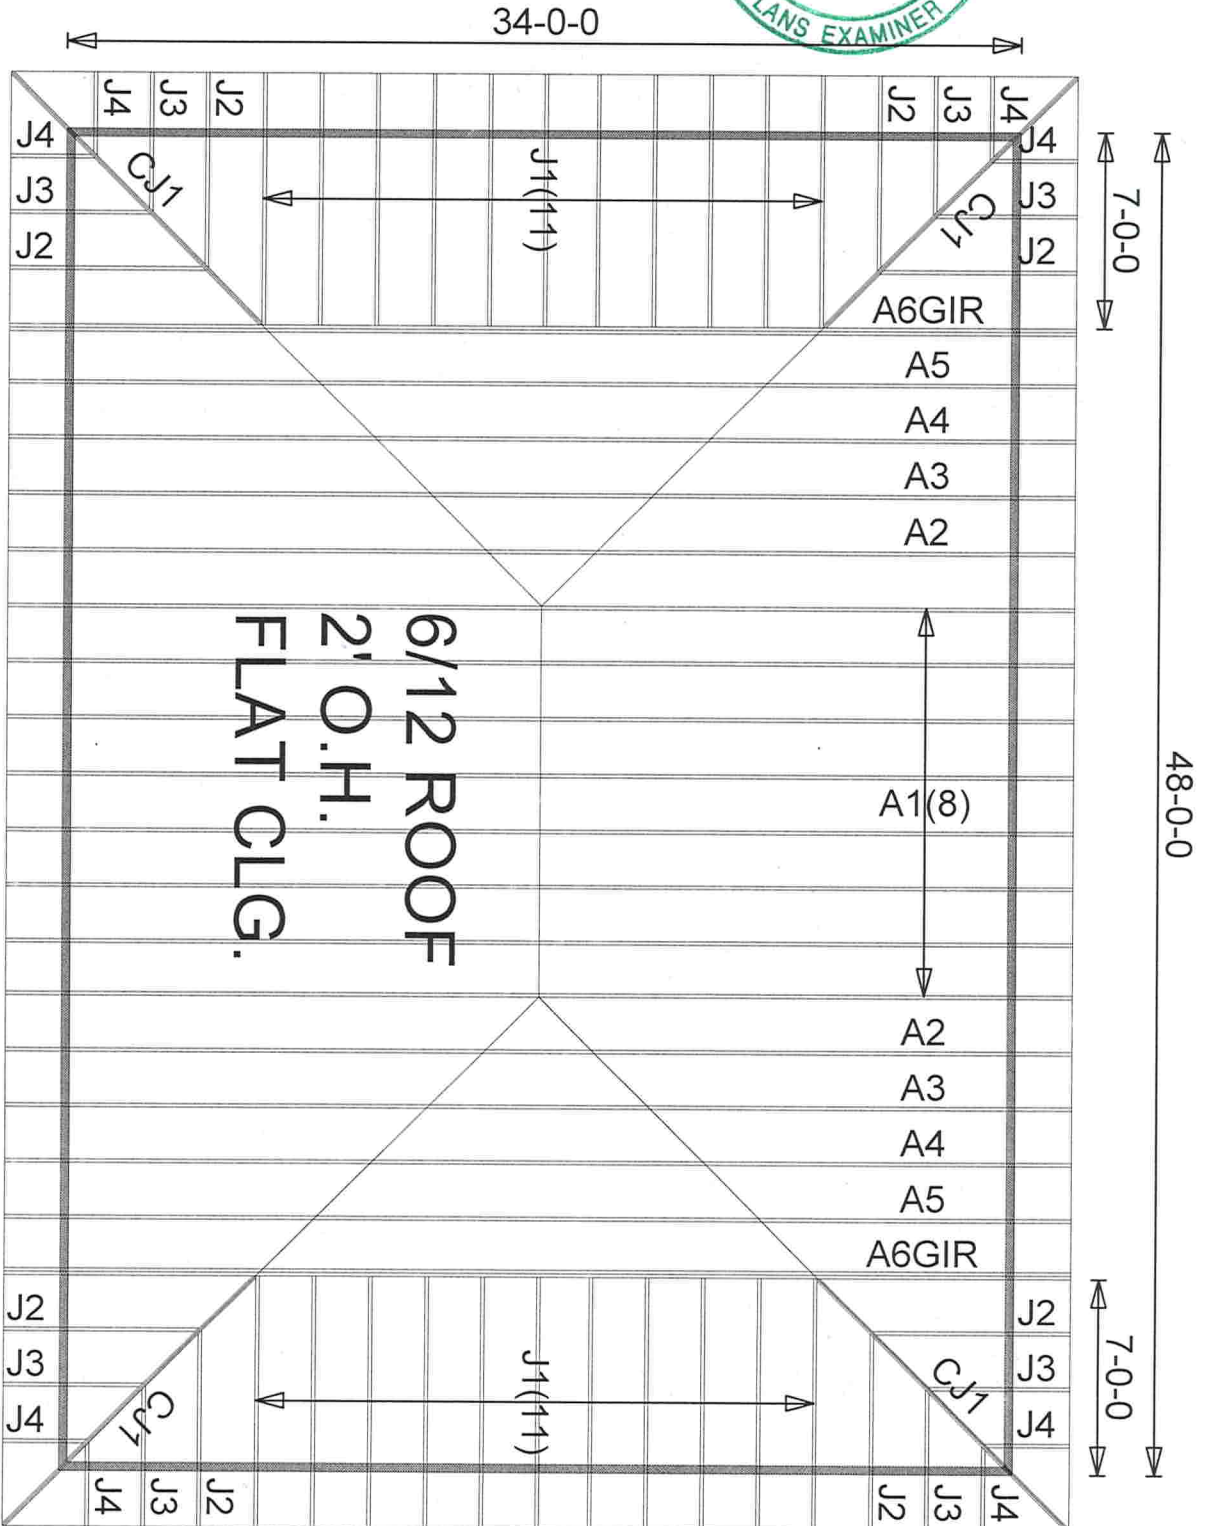 LANS EXAMINER
34-0-0
J4
J3
J2
J2
J3
J4
J4
J3
J2
CJ1
J1(11)
CJ1
J4
J3
J2
7-0-0
A6GIR
A5
A4
A3
A2
6/12 ROOF
2' O.H.
FLAT CLG.
A1(8)
48-0-0
A2
A3
A4
A5
A6GIR
J2
J3
J4
CJ1
J1(11)
CJ1
J2
J3
J4
7-0-0
J4
J3
J2
J2
J3
J4